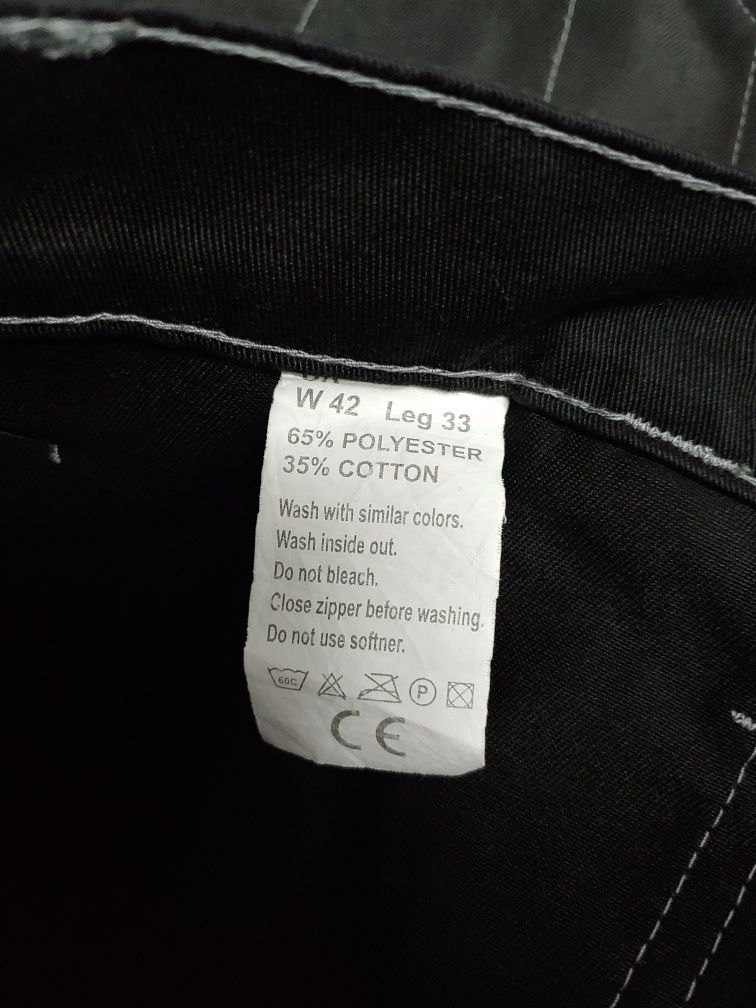 W 42 Leg 33
65% POLYESTER
35% COTTON
Wash with similar colors.
Wash inside out.
Do not bleach.
Close zipper before washing.
Do not use softner.
60C P
CE